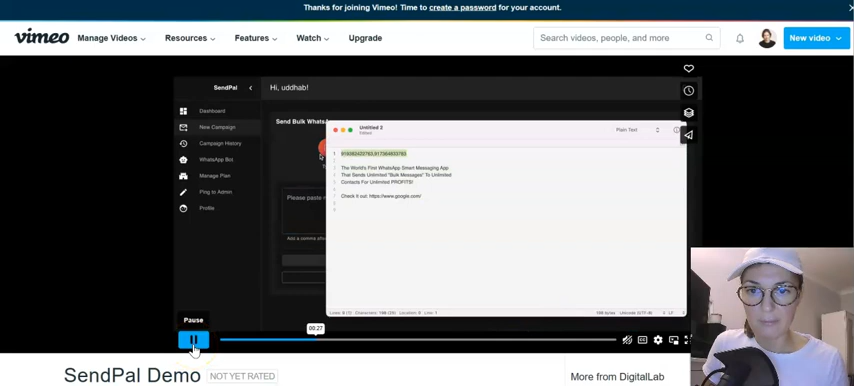 Thanks for joining Vimeo! Time to create a password for your account.
vimeo Manage Videos Resources Features Watch Upgrade Search videos, people, and more New video
SendPal Hi, uddhab!
Dashboard
New Campaign
Campaign History
WhatsApp Bot
Manage Plan
Ping to Admin
Profile
Send Bulk WhatsA
Please paste
Add a comma
Untitled 2
Edited
Plain Text
The World's First WhatsApp Smart Messaging App
That Sends Unlimited "Bulk Messages" To Unlimited
Contacts For Unlimited PROFITS!
Check it out: https://www.google.com/
Pause
00:27
SendPal Demo NOT YET RATED
More from DigitalLab